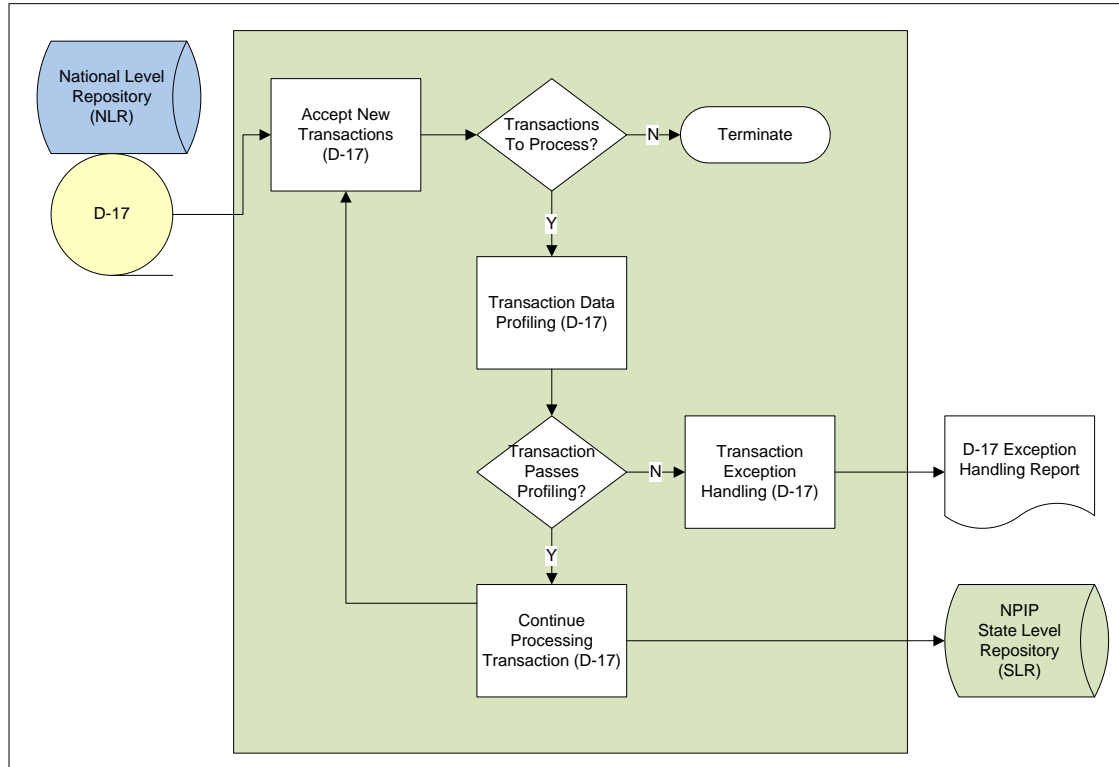 National Level
Repository
(NLR)
D-17
Accept New
Transactions
(D-17)
Transactions
To Process?
N
Terminate
Y
Transaction Data
Profiling (D-17)
Transaction
Passes
Profiling?
N
Transaction
Exception
Handling (D-17)
D-17 Exception
Handling Report
Y
Continue
Processing
Transaction (D-17)
NPIP
State Level
Repository
(SLR)